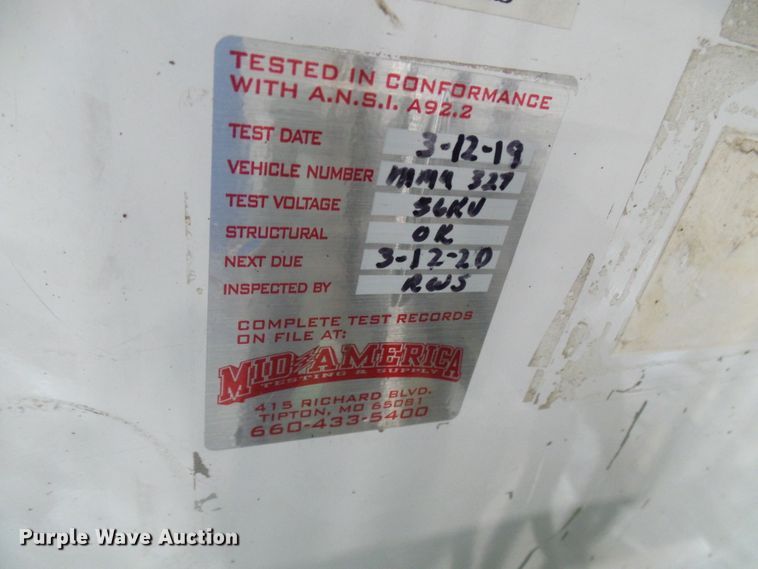 TESTED IN CONFORMANCE
WITH A.N.S.I. A92.2
TEST DATE 3-12-19
VEHICLE NUMBER MMA 327
TEST VOLTAGE 56KV
STRUCTURAL OK
NEXT DUE 3-12-20
INSPECTED BY RWS
COMPLETE TEST RECORDS
ON FILE AT:
MID AMERICA
TESTING & SUPPLY
415 RICHARD BLVD.
TIPTON, MO 65081
660-433-5400
Purple Wave Auction